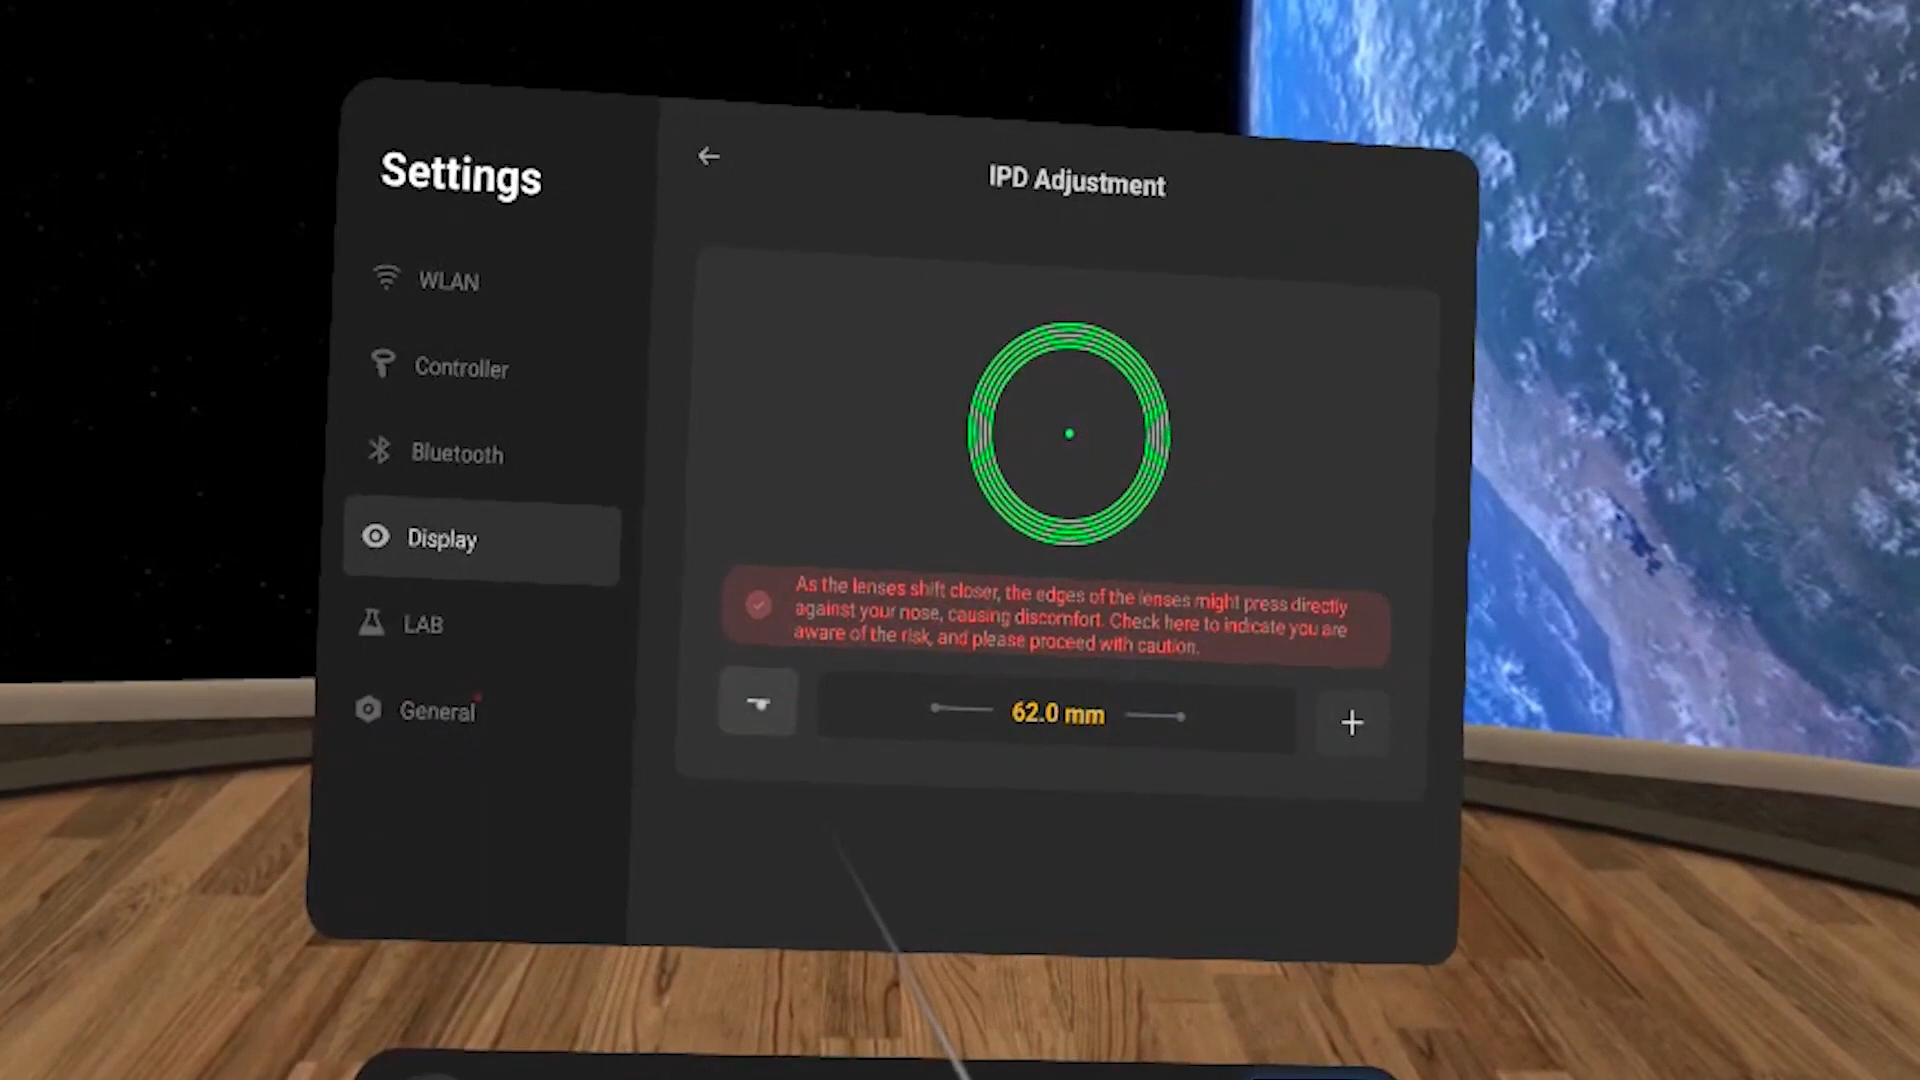 Settings
WLAN
Controller
Bluetooth
Display
LAB
General
IPD Adjustment
As the lenses shift closer, the edges of the lenses might press directly
against your nose, causing discomfort. Check here to indicate you are
aware of the risk, and please proceed with caution.
62.0 mm
+